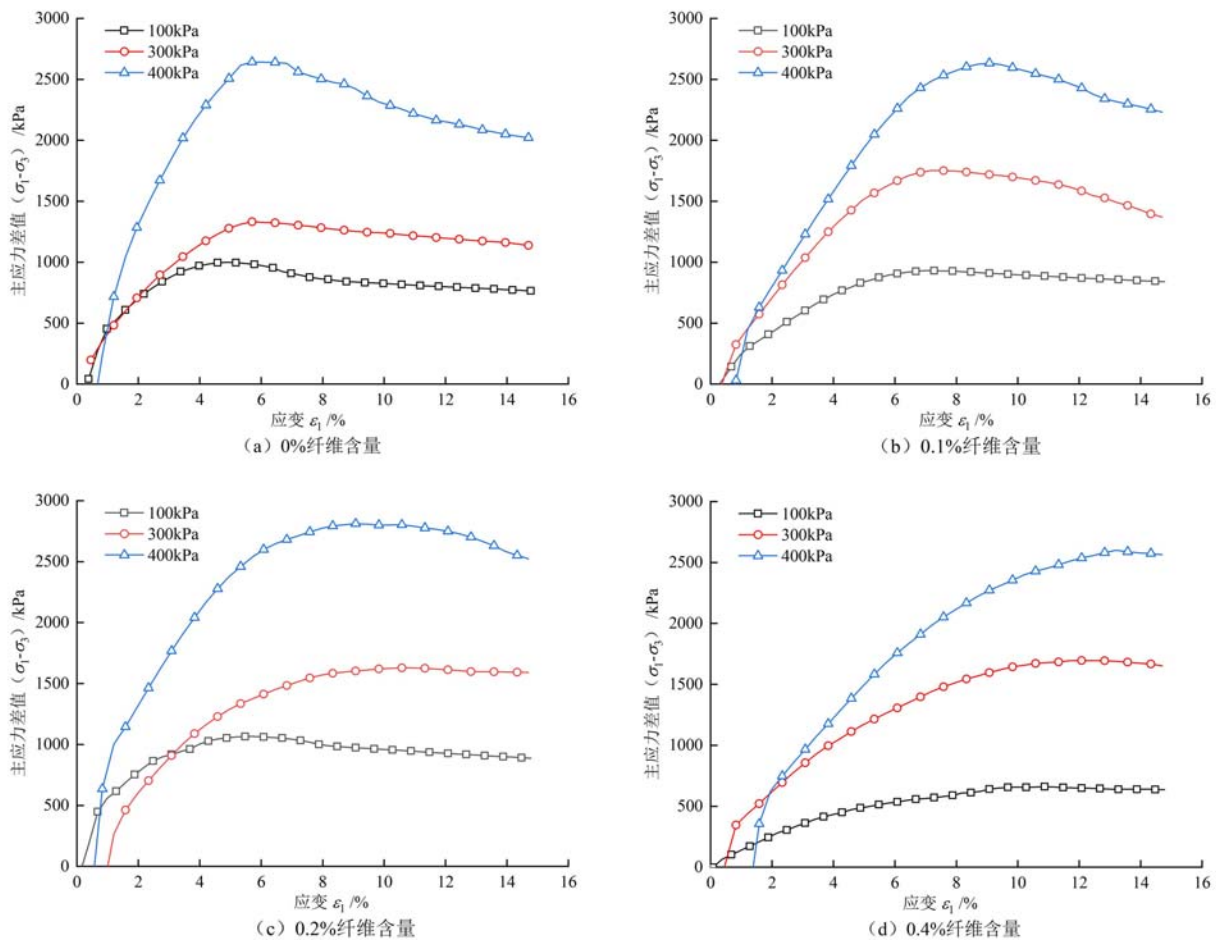 3000
2500
2000
1500
1000
500
0
主应力差值（σ1-σ3）/kPa
100kPa
300kPa
400kPa
0 2 4 6 8 10 12 14 16
应变 ε1 /%
（a）0%纤维含量
3000
2500
2000
1500
1000
500
0
主应力差值（σ1-σ3）/kPa
100kPa
300kPa
400kPa
0 2 4 6 8 10 12 14 16
应变 ε1 /%
（b）0.1%纤维含量
3000
2500
2000
1500
1000
500
0
主应力差值（σ1-σ3）/kPa
100kPa
300kPa
400kPa
0 2 4 6 8 10 12 14 16
应变 ε1 /%
（c）0.2%纤维含量
3000
2500
2000
1500
1000
500
0
主应力差值（σ1-σ3）/kPa
100kPa
300kPa
400kPa
0 2 4 6 8 10 12 14 16
应变 ε1 /%
（d）0.4%纤维含量